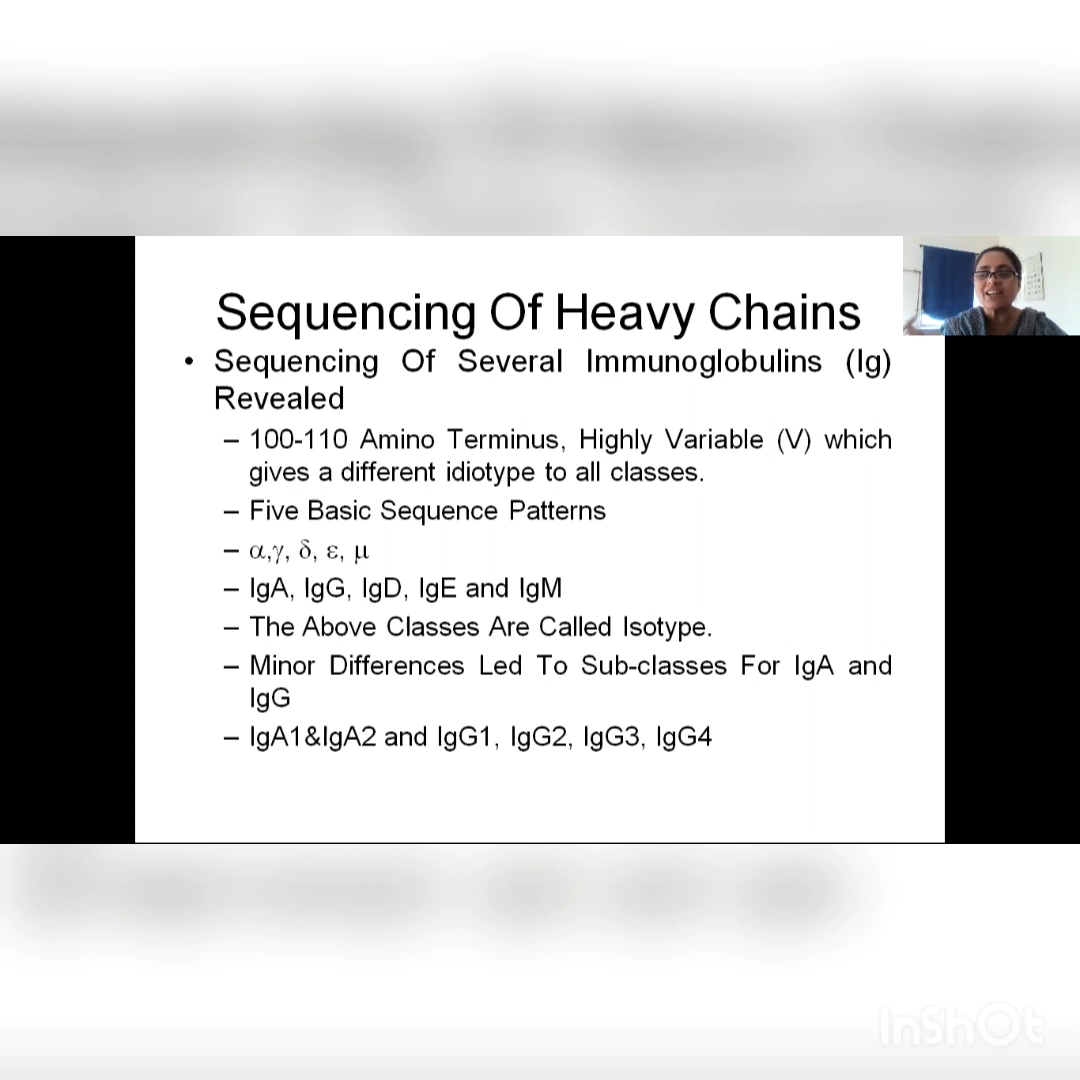 Sequencing Of Heavy Chains
• Sequencing Of Several Immunoglobulins (Ig)
Revealed
– 100-110 Amino Terminus, Highly Variable (V) which
gives a different idiotype to all classes.
– Five Basic Sequence Patterns
– α,γ, δ, ε, μ
– IgA, IgG, IgD, IgE and IgM
– The Above Classes Are Called Isotype.
– Minor Differences Led To Sub-classes For IgA and
IgG
– IgA1&IgA2 and IgG1, IgG2, IgG3, IgG4
InShOt